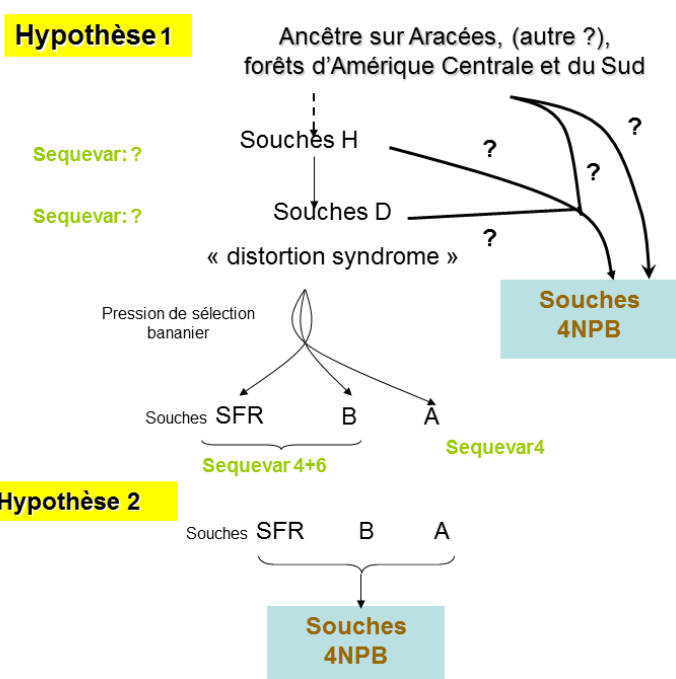 Hypothèse 1
Ancêtre sur Aracées, (autre ?),
forêts d'Amérique Centrale et du Sud
?
Souches H
?
Sequevar: ?
?
Souches D
Sequevar: ?
?
« distortion syndrome »
Souches
4NPB
Pression de sélection
bananier
Souches SFR B A
Sequevar4
Sequevar 4+6
Hypothèse 2
Souches SFR B A
Souches
4NPB